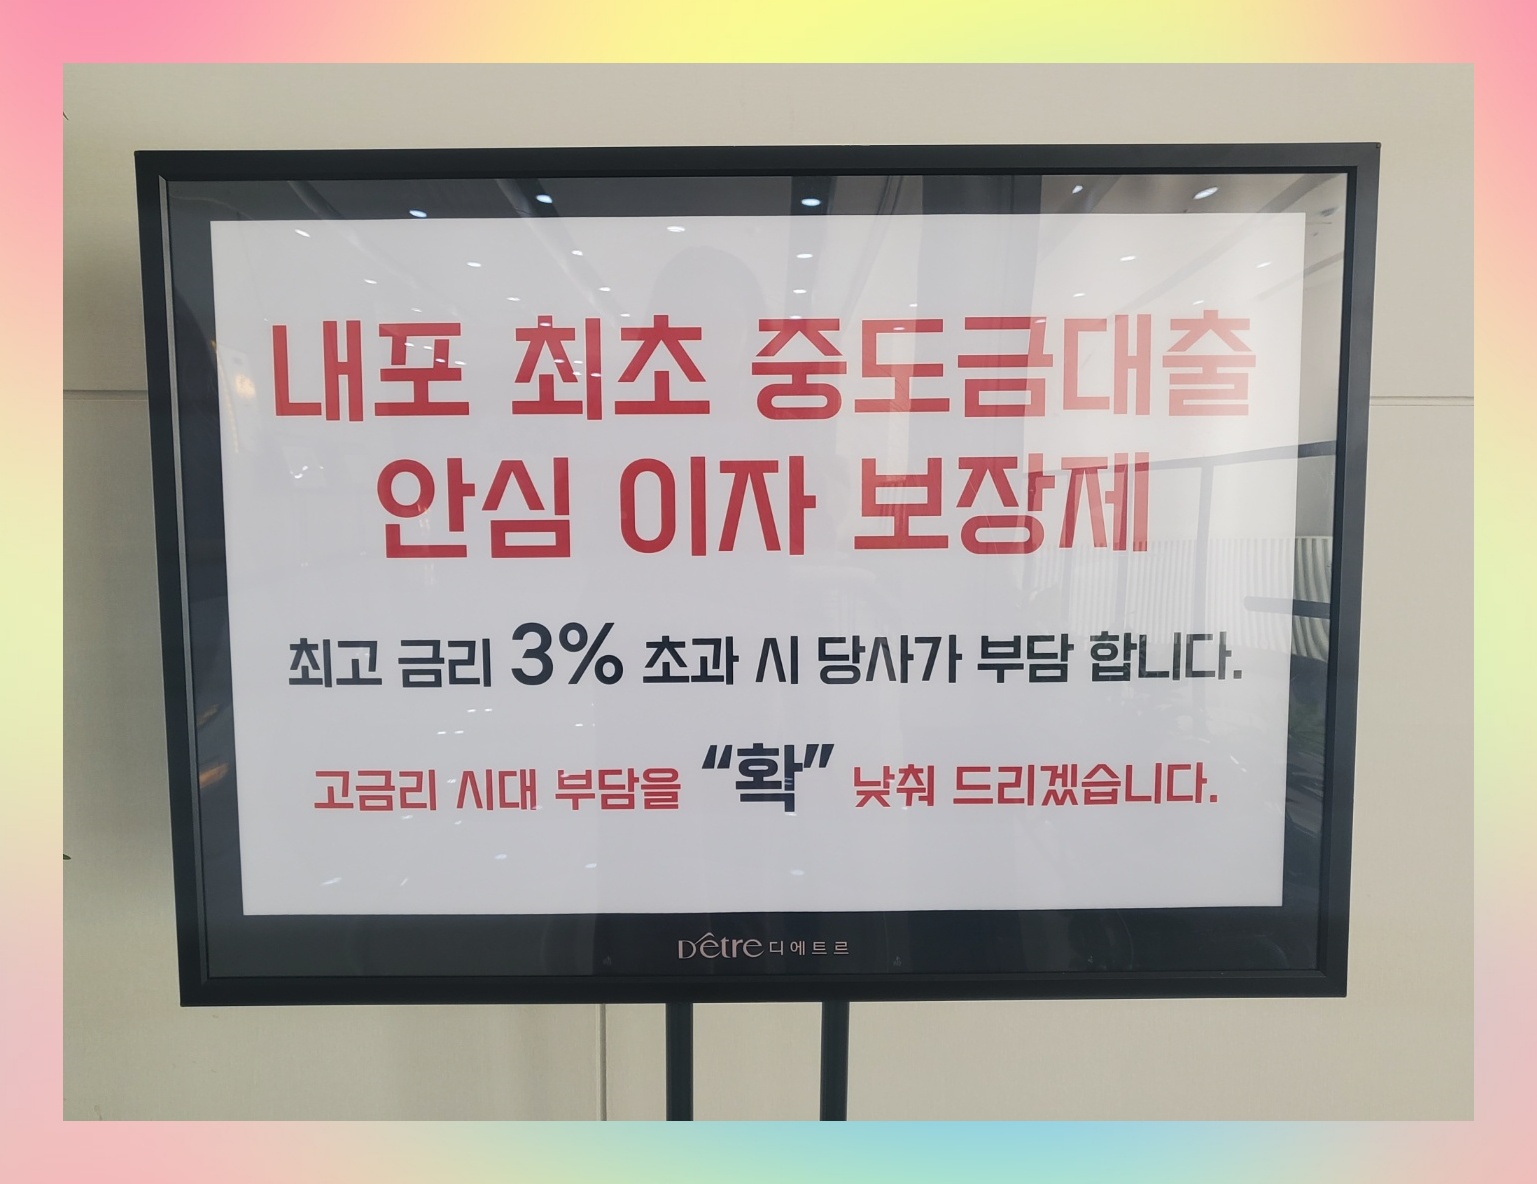 내포 최초 중도금대출
안심 이자 보장제
최고 금리 3% 초과 시 당사가 부담 합니다.
고금리 시대 부담을 “확” 낮춰 드리겠습니다.
Dêtre 디에트르